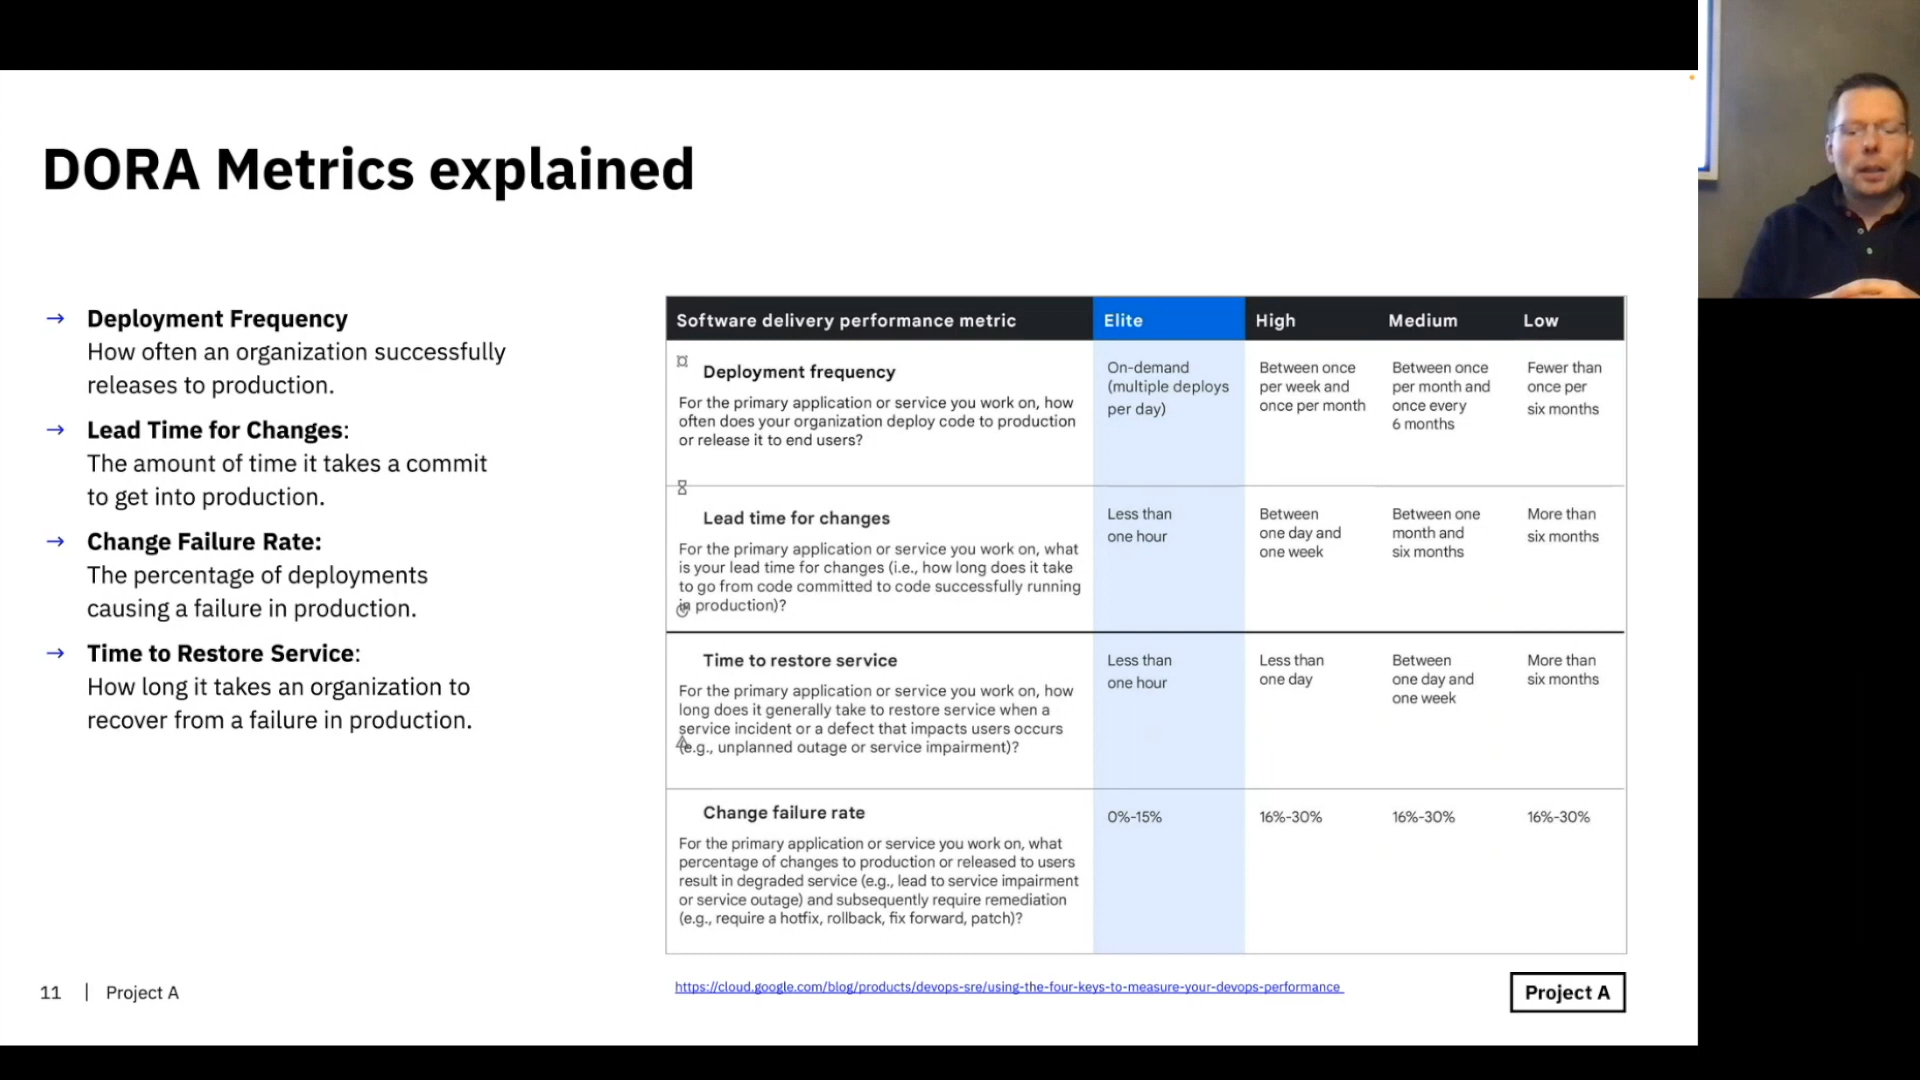 DORA Metrics explained
→ Deployment Frequency
How often an organization successfully
releases to production.
→ Lead Time for Changes:
The amount of time it takes a commit
to get into production.
→ Change Failure Rate:
The percentage of deployments
causing a failure in production.
→ Time to Restore Service:
How long it takes an organization to
recover from a failure in production.
Software delivery performance metric
Elite
High
Medium
Low
Deployment frequency
For the primary application or service you work on, how
often does your organization deploy code to production
or release it to end users?
On-demand
(multiple deploys
per day)
Between once
per week and
once per month
Between once
per month and
once every
6 months
Fewer than
once per
six months
Lead time for changes
For the primary application or service you work on, what
is your lead time for changes (i.e., how long does it take
to go from code committed to code successfully running
in production)?
Less than
one hour
Between
one day and
one week
Between one
month and
six months
More than
six months
Time to restore service
For the primary application or service you work on, how
long does it generally take to restore service when a
service incident or a defect that impacts users occurs
(e.g., unplanned outage or service impairment)?
Less than
one hour
Less than
one day
Between
one day and
one week
More than
six months
Change failure rate
For the primary application or service you work on, what
percentage of changes to production or released to users
result in degraded service (e.g., lead to service impairment
or service outage) and subsequently require remediation
(e.g., require a hotfix, rollback, fix forward, patch)?
0%-15%
16%-30%
16%-30%
16%-30%
11 | Project A
https://cloud.google.com/blog/products/devops-sre/using-the-four-keys-to-measure-your-devops-performance
Project A